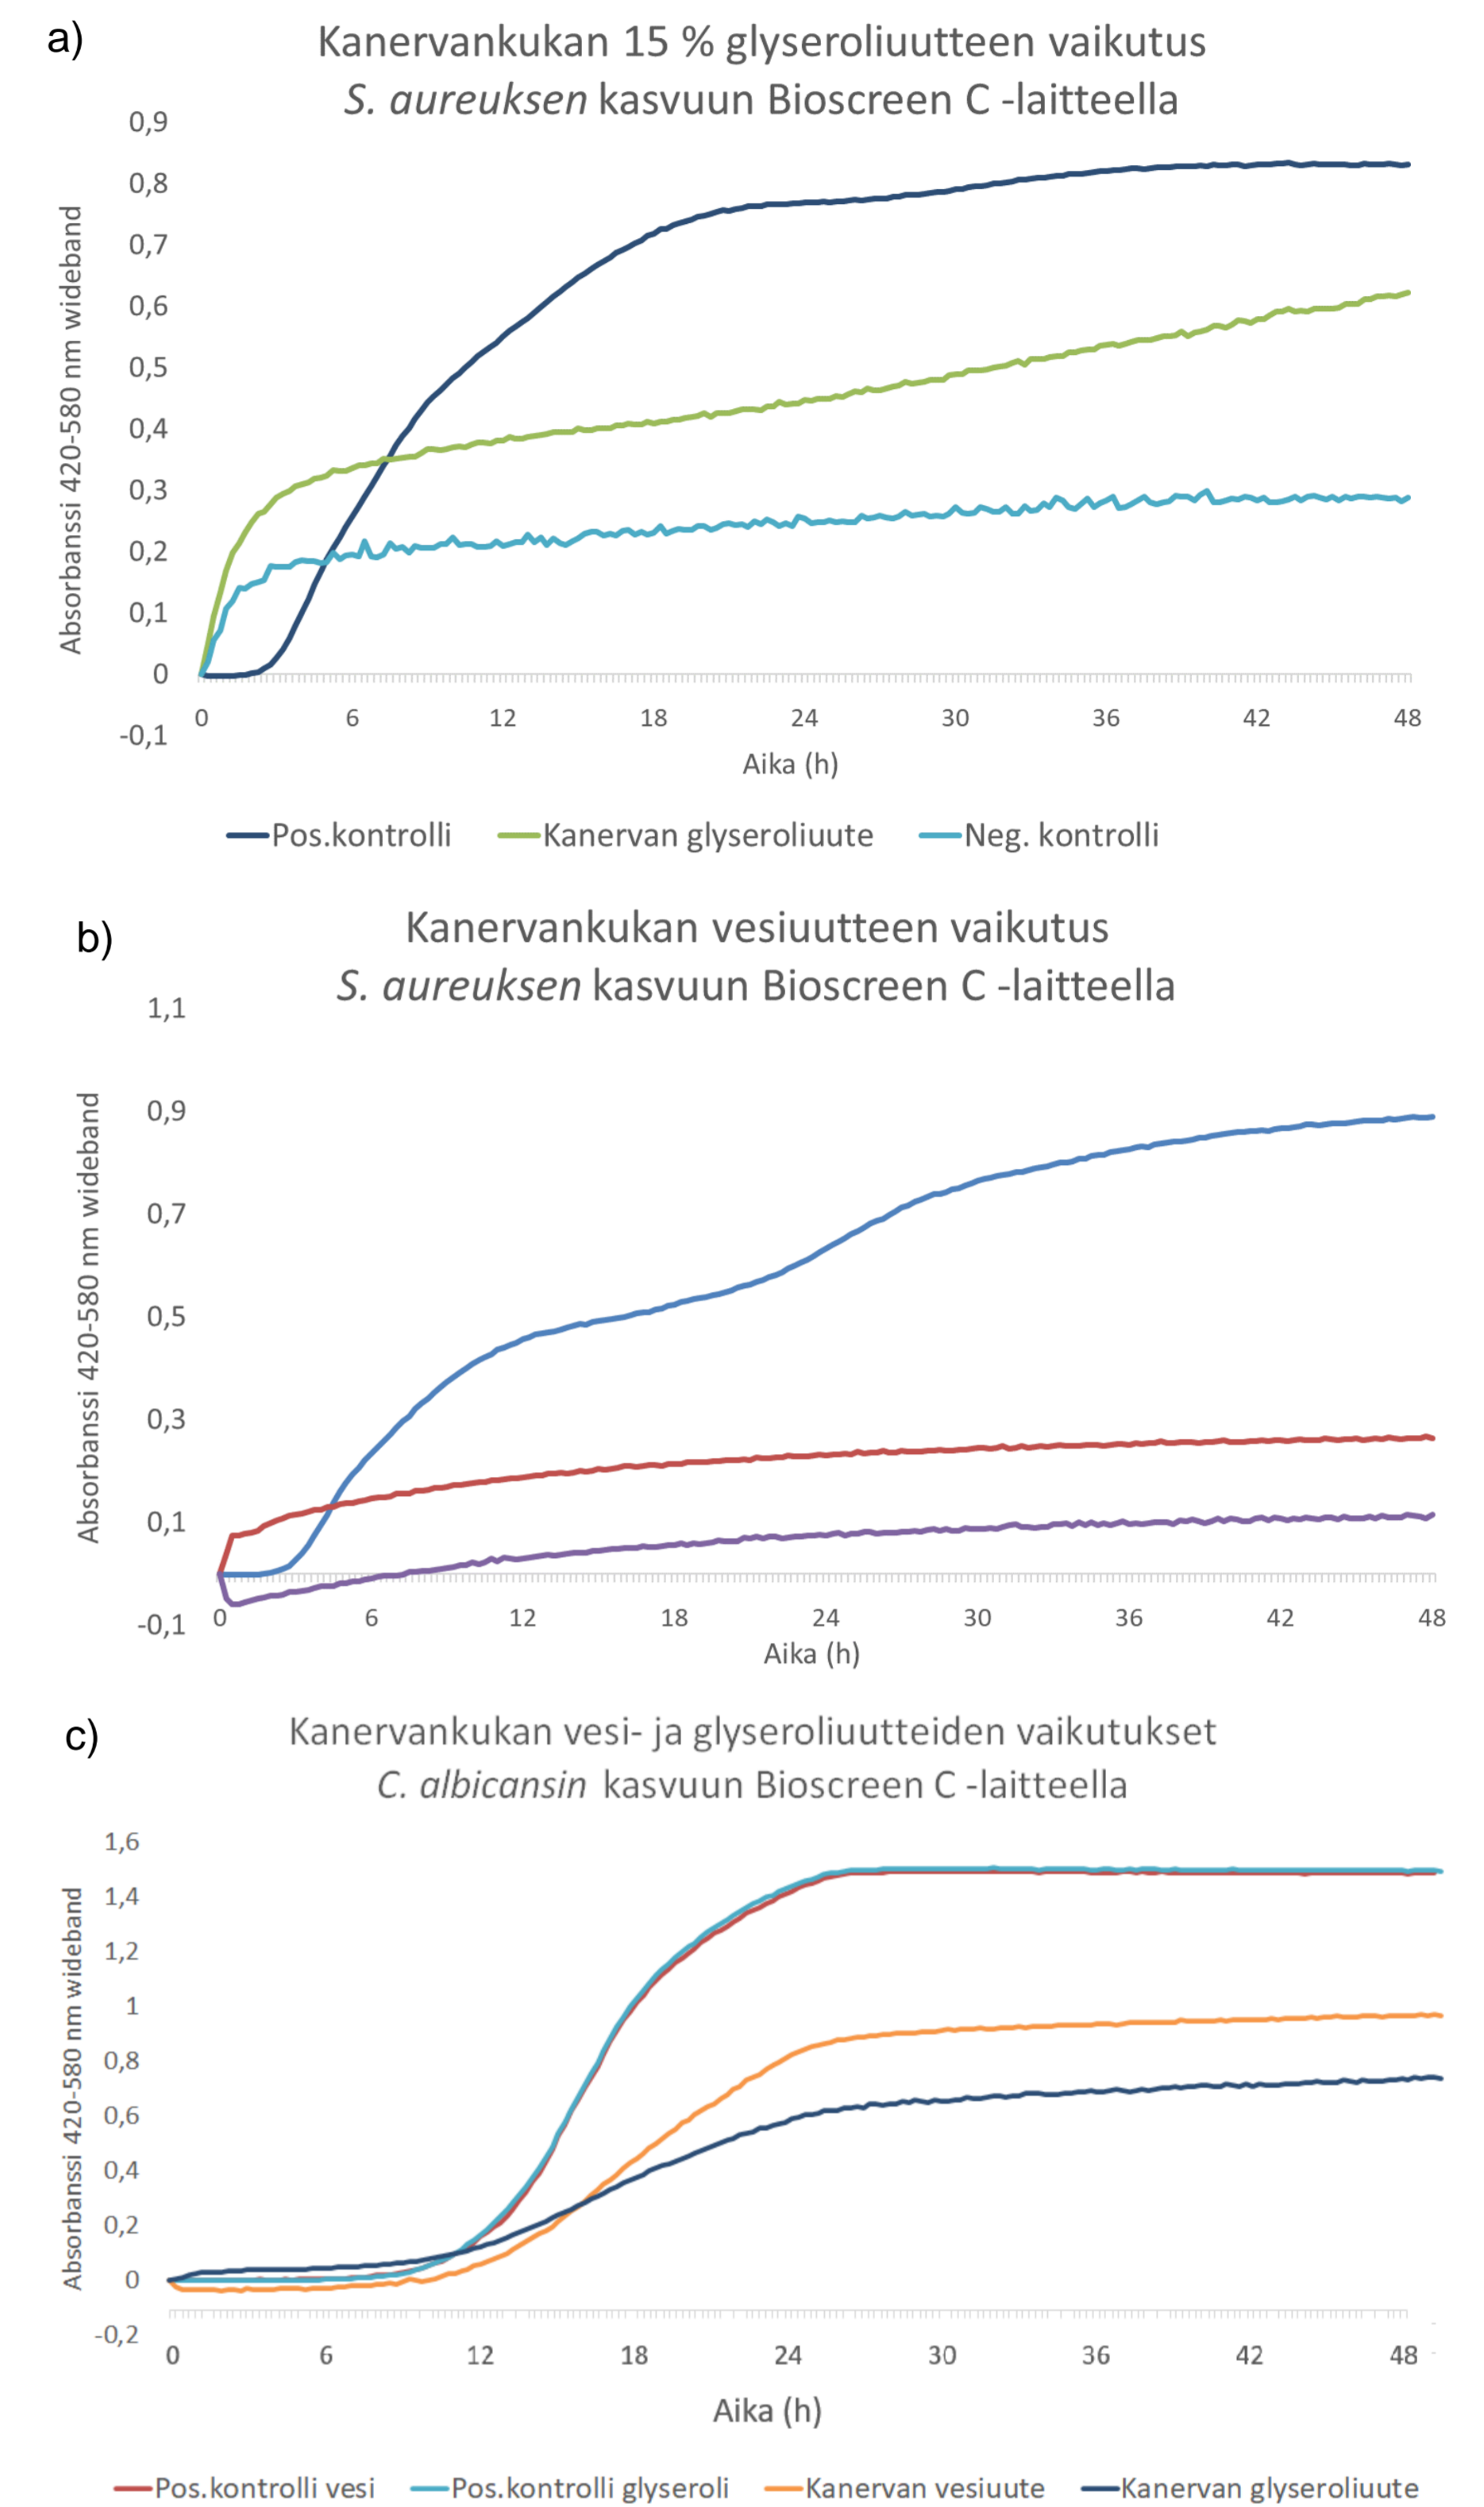 a)
Kanervankukan 15 % glyseroliuutteen vaikutus
S. aureuksen kasvuun Bioscreen C -laitteella
Absorbanssi 420-580 nm wideband
0,9
0,8
0,7
0,6
0,5
0,4
0,3
0,2
0,1
0
-0,1
0 6 12 18 24 30 36 42 48
Aika (h)
Pos.kontrolli Kanervan glyseroliuute Neg. kontrolli
b)
Kanervankukan vesiuutteen vaikutus
S. aureuksen kasvuun Bioscreen C -laitteella
Absorbanssi 420-580 nm wideband
1,1
0,9
0,7
0,5
0,3
0,1
-0,1
0 6 12 18 24 30 36 42 48
Aika (h)
c)
Kanervankukan vesi- ja glyseroliuutteiden vaikutukset
C. albicansin kasvuun Bioscreen C -laitteella
Absorbanssi 420-580 nm wideband
1,6
1,4
1,2
1
0,8
0,6
0,4
0,2
0
-0,2
0 6 12 18 24 30 36 42 48
Aika (h)
Pos.kontrolli vesi Pos.kontrolli glyseroli Kanervan vesiuute Kanervan glyseroliuute